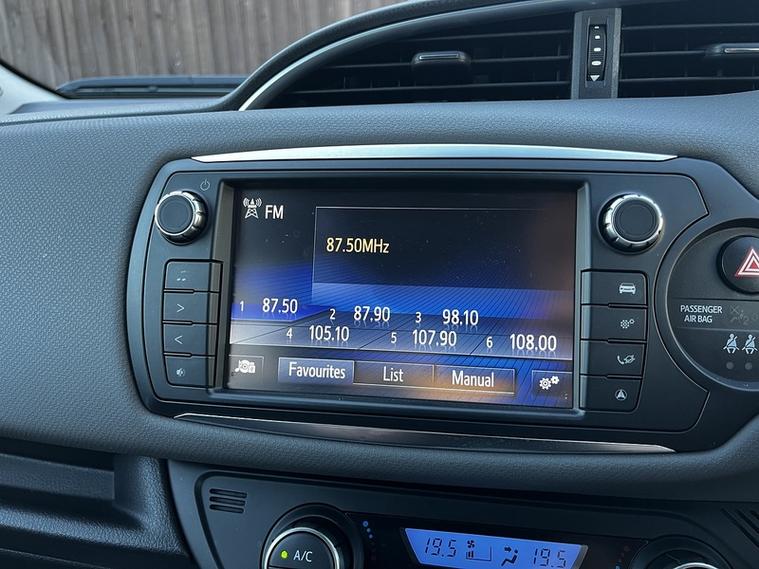 FM
87.50MHz
1 87.50 2 87.90 3 98.10
4 105.10 5 107.90 6 108.00
Favourites List Manual
PASSENGER
AIR BAG
A/C 19.5 19.5